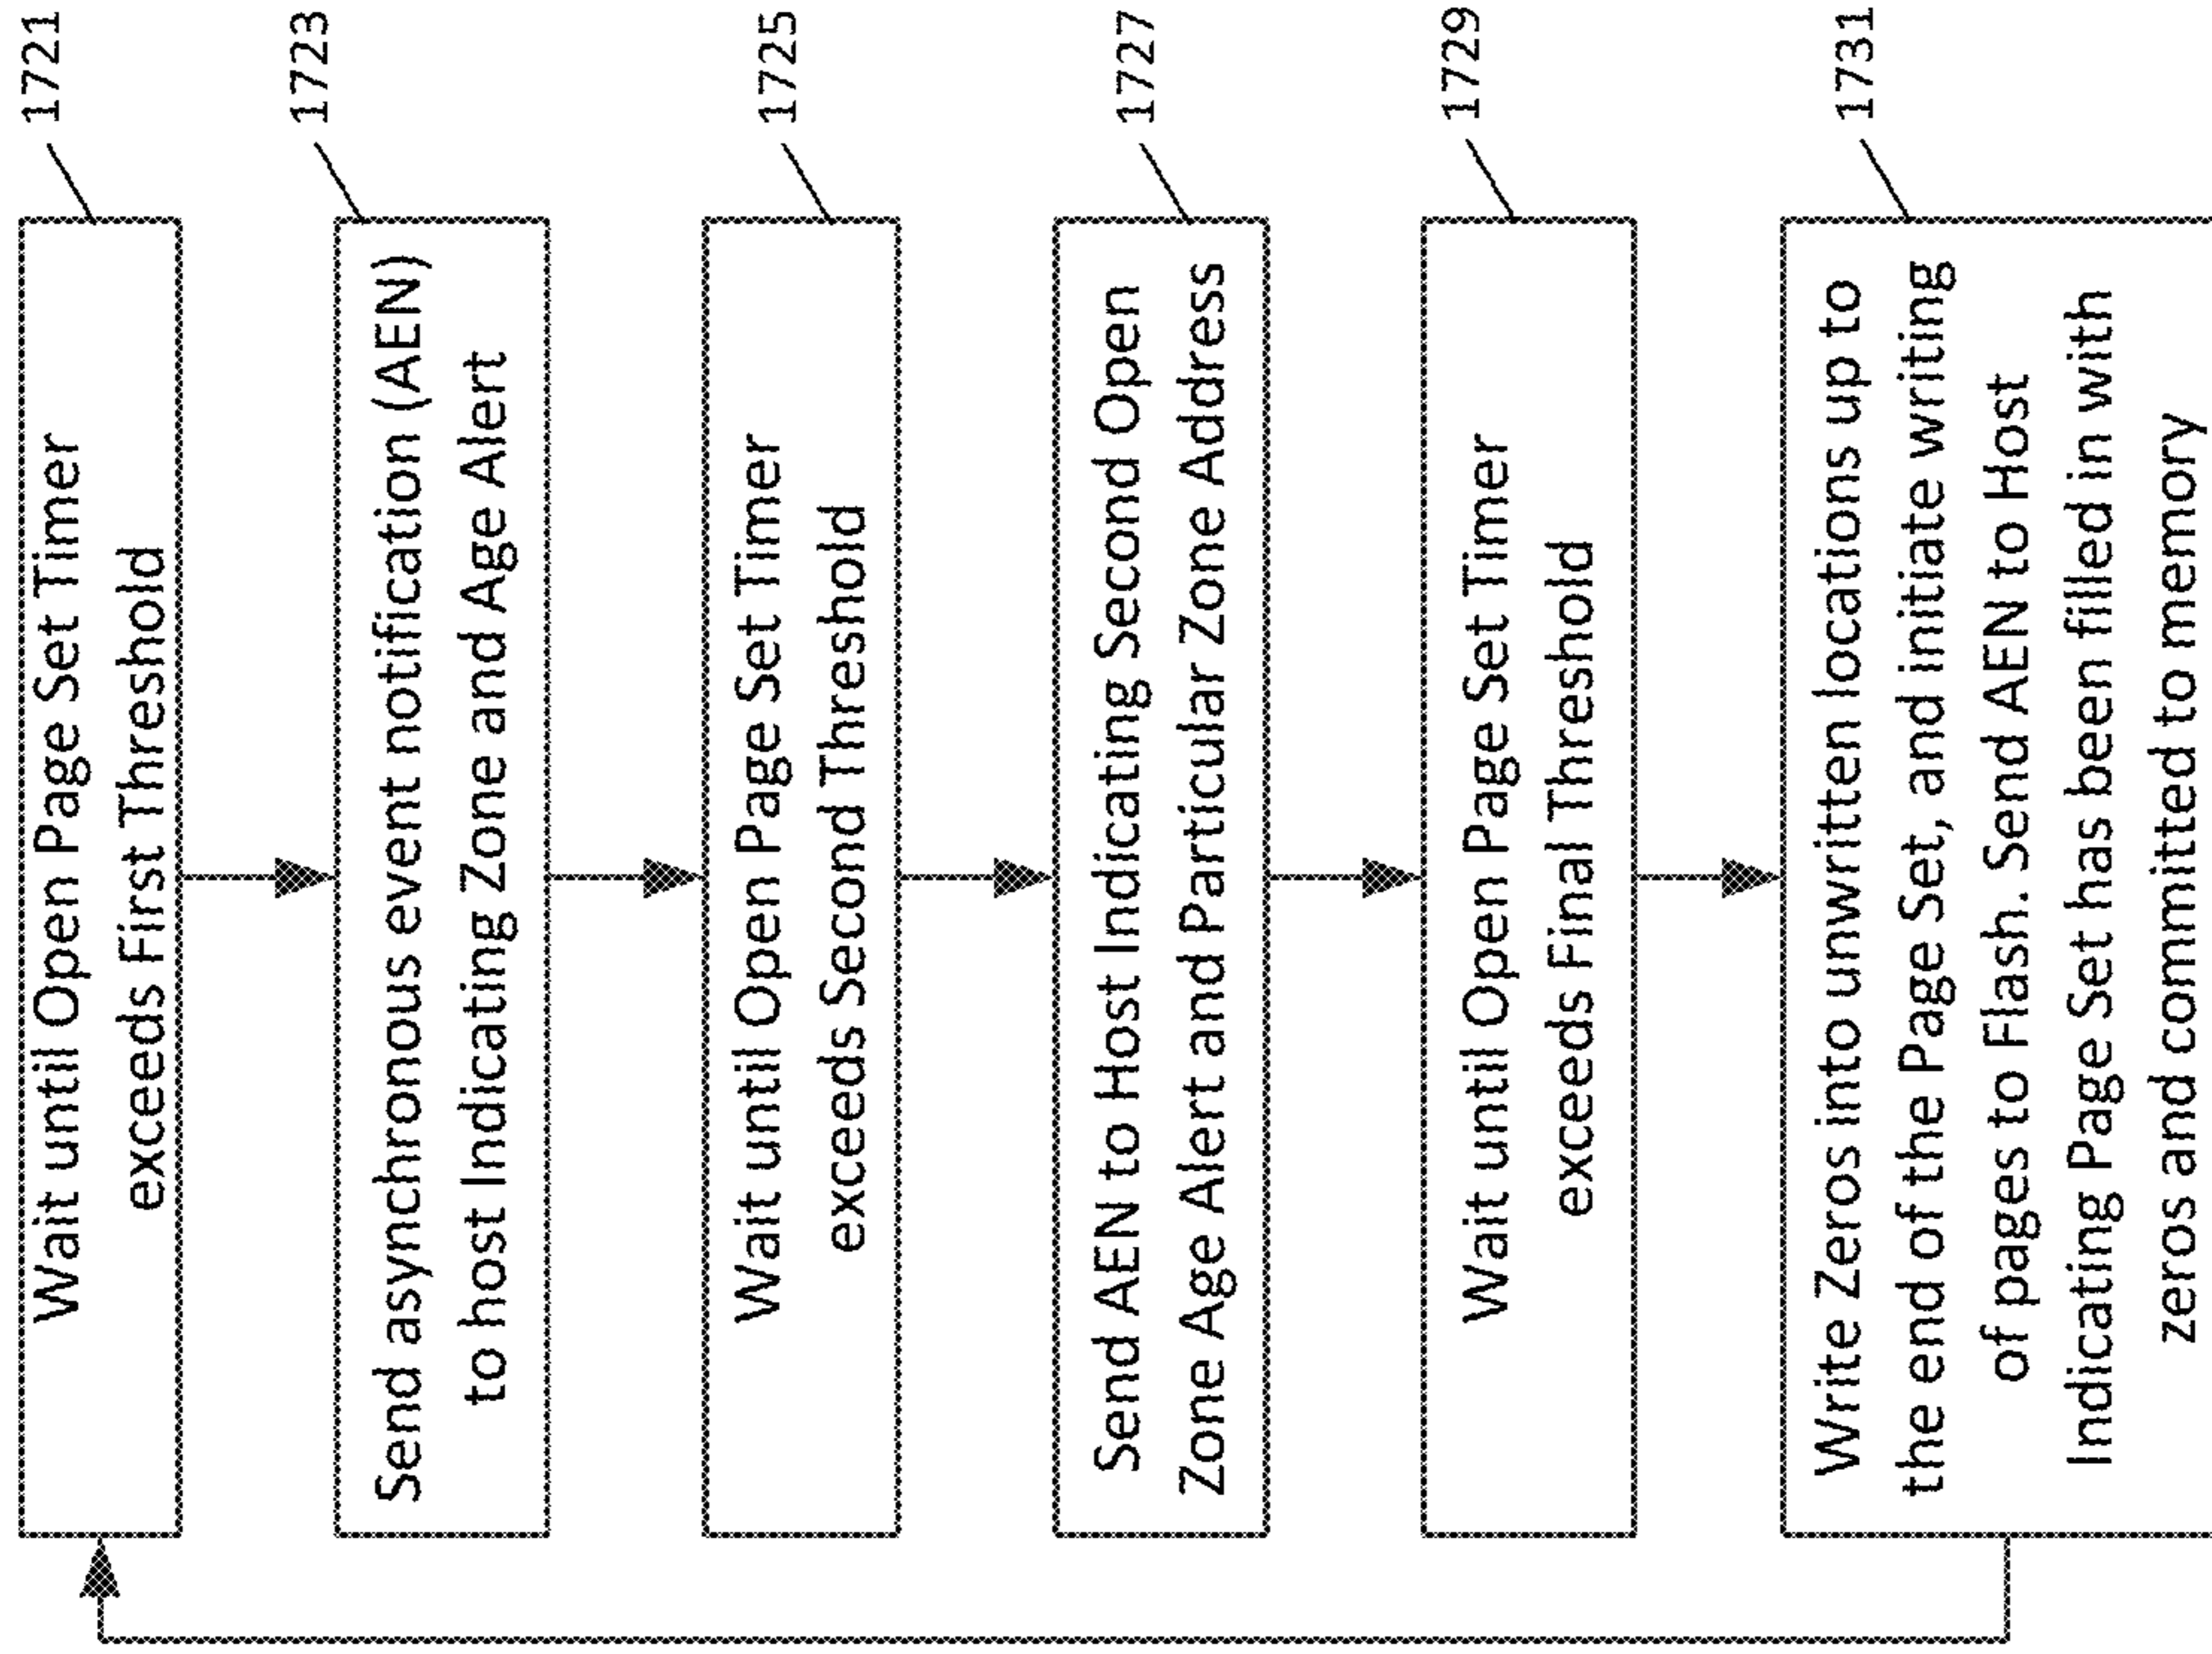 Wait until Open Page Set Timer
exceeds First Threshold
1721
Send asynchronous event notification (AEN)
to host Indicating Zone and Age Alert
1723
Wait until Open Page Set Timer
exceeds Second Threshold
1725
Send AEN to Host Indicating Second Open
Zone Age Alert and Particular Zone Address
1727
Wait until Open Page Set Timer
exceeds Final Threshold
1729
Write Zeros into unwritten locations up to
the end of the Page Set, and initiate writing
of pages to Flash. Send AEN to Host
Indicating Page Set has been filled in with
zeros and committed to memory
1731